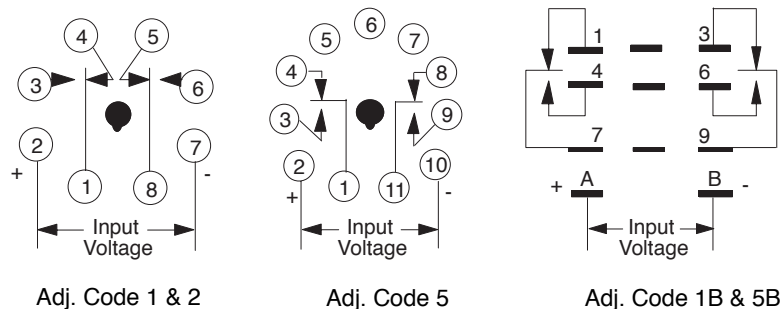 4 5
3 6
2 7
+ -
1 8
Input
Voltage
Adj. Code 1 & 2
6
5 7
4 8
3 9
2 10
1 11
+ -
Input
Voltage
Adj. Code 5
1 3
4 6
7 9
+ A B -
Input
Voltage
Adj. Code 1B & 5B